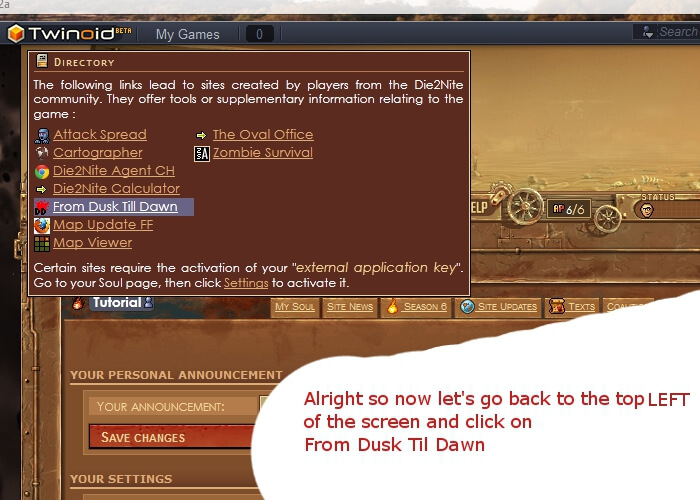 2a
Twinoid BETA My Games 0 Search
DIRECTORY
The following links lead to sites created by players from the Die2Nite
community. They offer tools or supplementary information relating to the
game :
Attack Spread The Oval Office
Cartographer Zombie Survival
Die2Nite Agent CH
Die2Nite Calculator
From Dusk Till Dawn
Map Update FF
Map Viewer
Certain sites require the activation of your "external application key".
Go to your Soul page, then click Settings to activate it.
ELP AP 6/6 STATUS
Tutorial MY SOUL SITE NEWS SEASON 6 SITE UPDATES TEXTS
YOUR PERSONAL ANNOUNCEMENT
YOUR ANNOUNCEMENT:
SAVE CHANGES
YOUR SETTINGS
Alright so now let's go back to the top LEFT
of the screen and click on
From Dusk Til Dawn